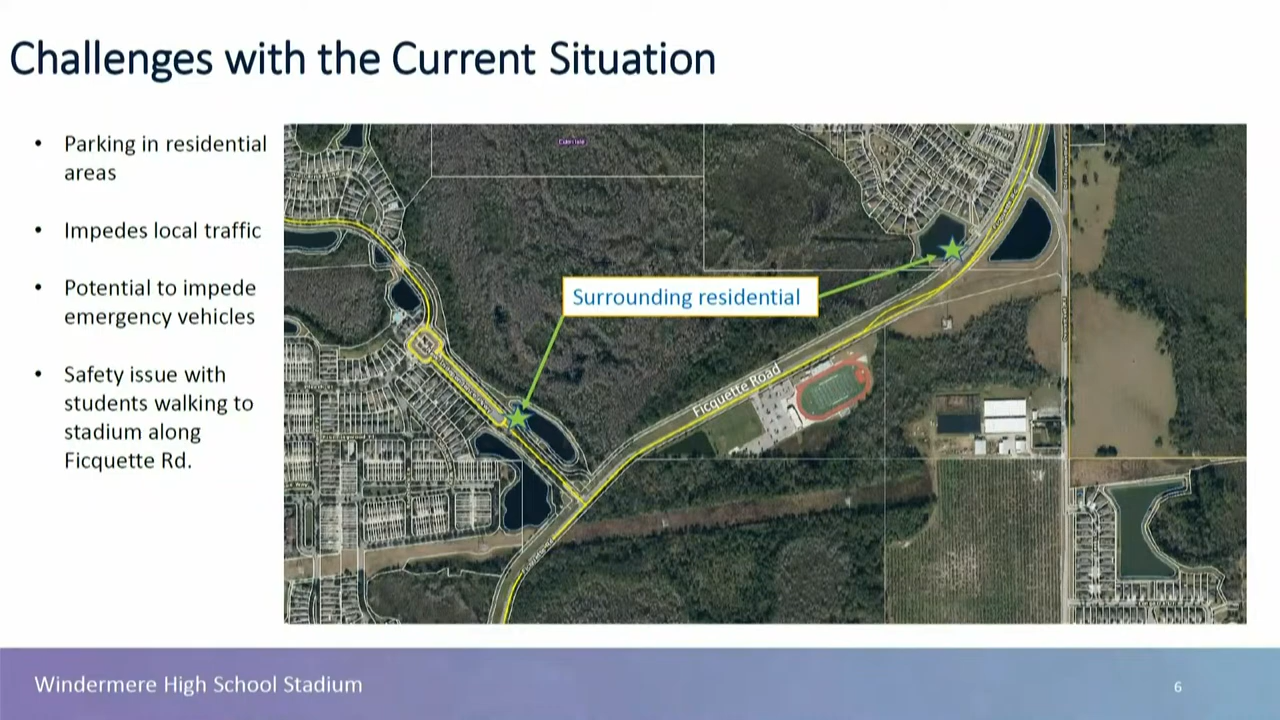 Challenges with the Current Situation
• Parking in residential
areas
• Impedes local traffic
• Potential to impede
emergency vehicles
• Safety issue with
students walking to
stadium along
Ficquette Rd.
Surrounding residential
Ficquette Road
Windermere High School Stadium
6